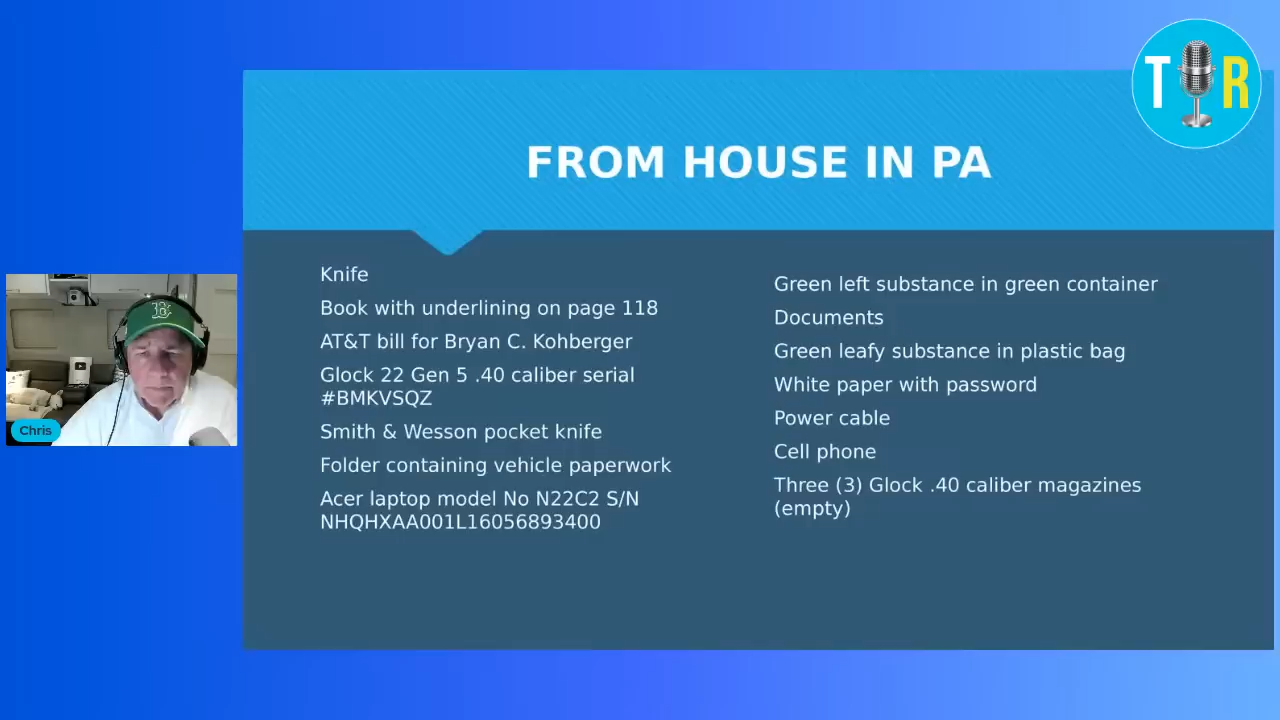 T R
FROM HOUSE IN PA
Knife
Book with underlining on page 118
AT&T bill for Bryan C. Kohberger
Glock 22 Gen 5 .40 caliber serial
#BMKVSQZ
Smith & Wesson pocket knife
Folder containing vehicle paperwork
Acer laptop model No N22C2 S/N
NHQHXAA001L16056893400
Green left substance in green container
Documents
Green leafy substance in plastic bag
White paper with password
Power cable
Cell phone
Three (3) Glock .40 caliber magazines
(empty)
B
Chris